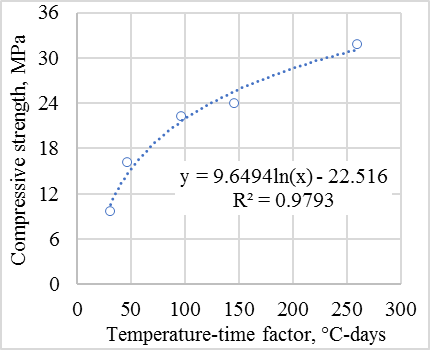 Compressive strength, MPa
36
30
24
18
12
6
0
y = 9.6494ln(x) - 22.516
R² = 0.9793
0 50 100 150 200 250 300
Temperature-time factor, °C-days